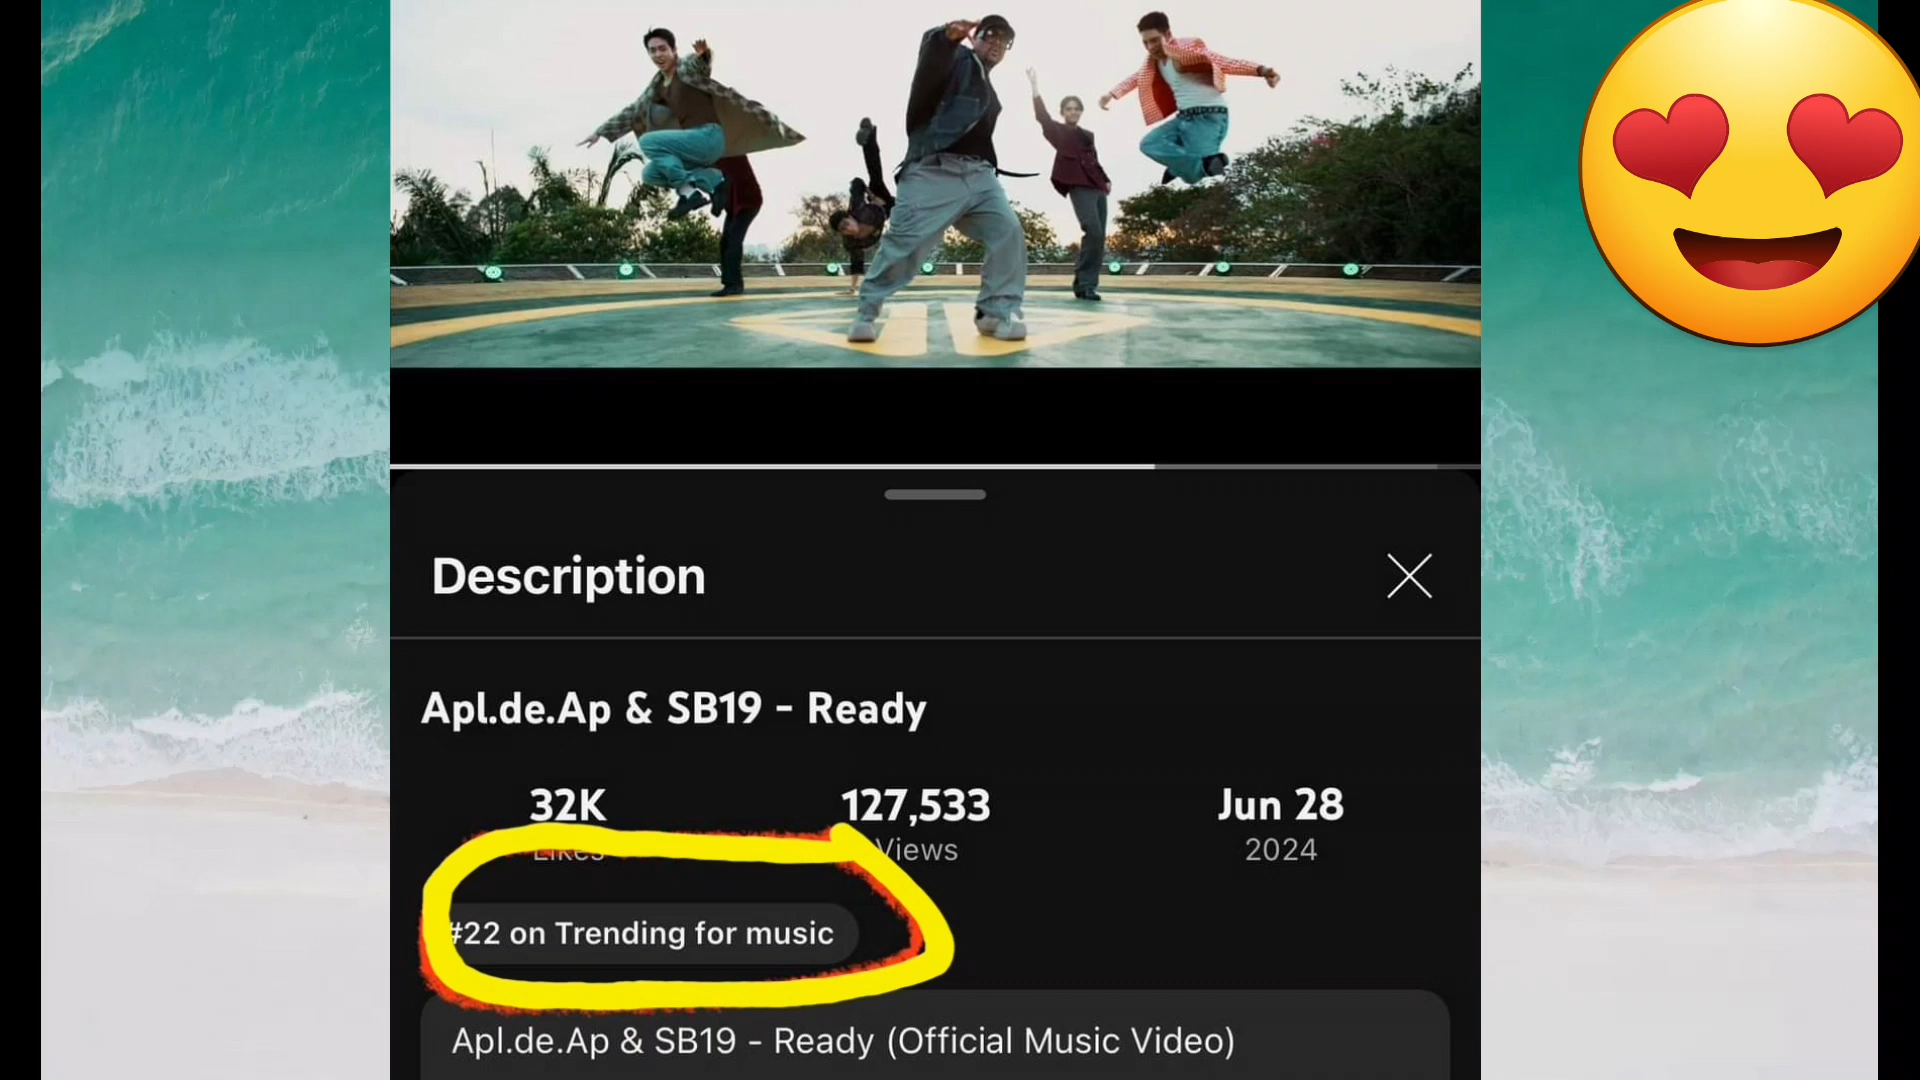 Description
Apl.de.Ap & SB19 - Ready
32K 127,533 Jun 28
Likes Views 2024
#22 on Trending for music
Apl.de.Ap & SB19 - Ready (Official Music Video)